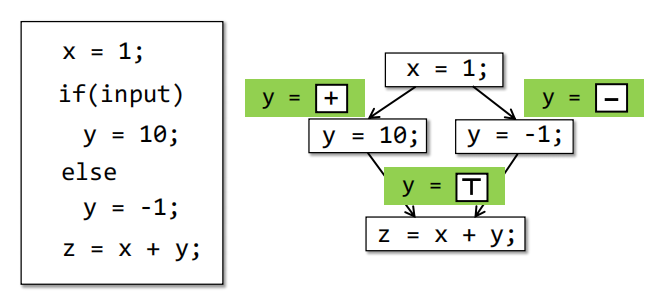 x = 1;
if(input)
y = 10;
else
y = -1;
z = x + y;
x = 1;
y = +
y = −
y = 10;
y = -1;
y = ⊤
z = x + y;